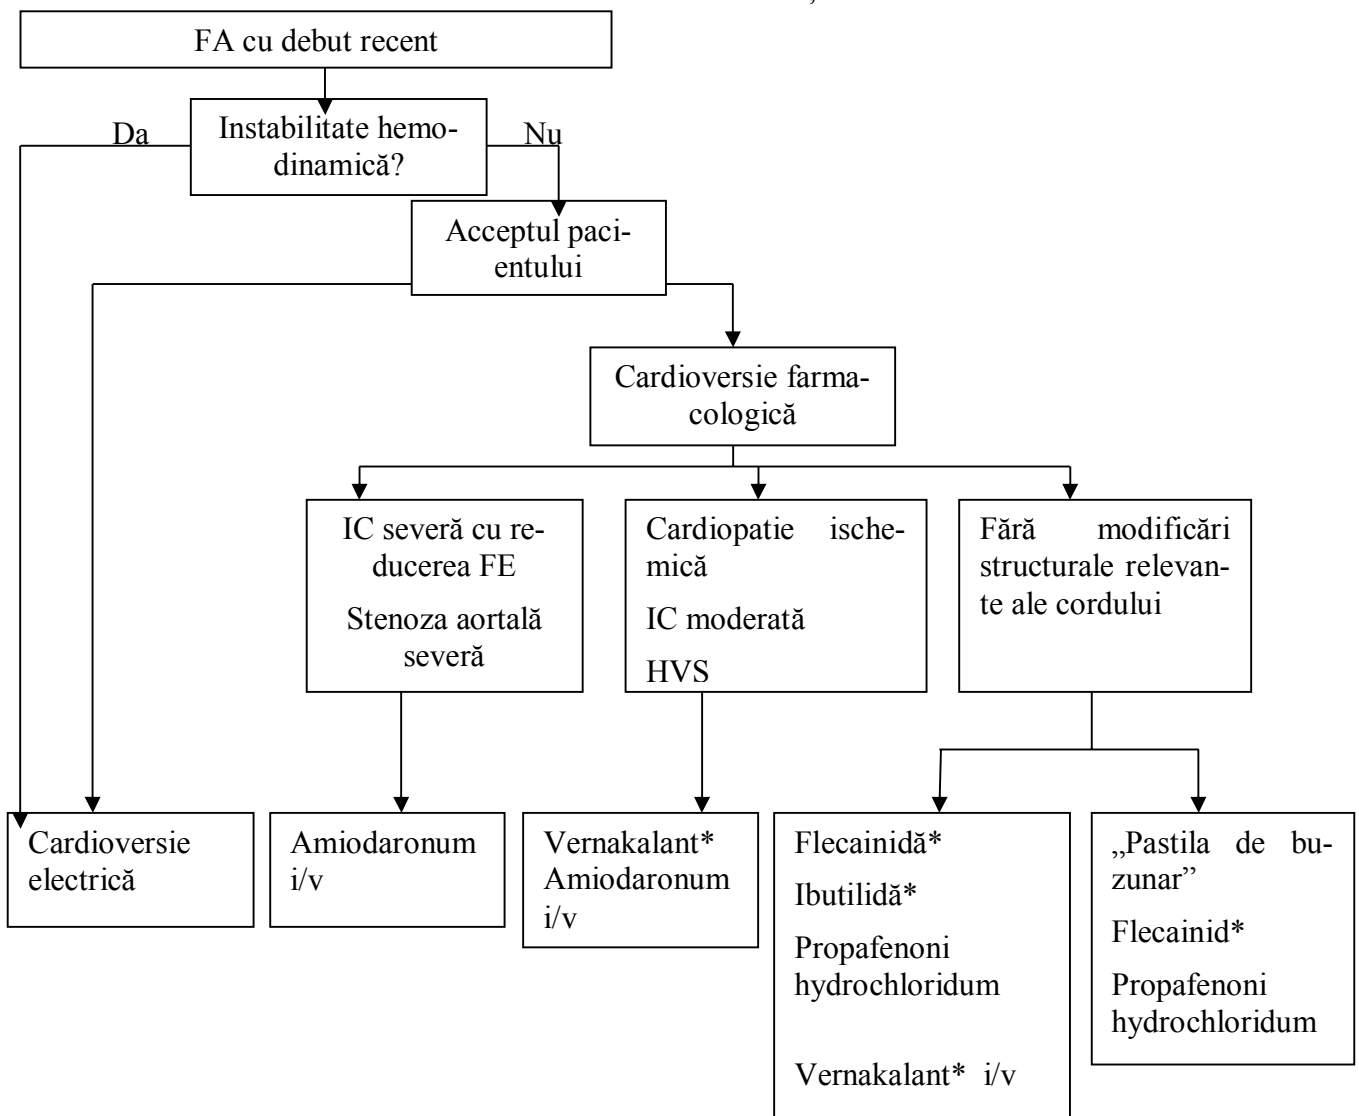 FA cu debut recent
Da
Instabilitate hemo-
dinamică?
Nu
Acceptul paci-
entului
Cardioversie farma-
cologică
IC severă cu re-
ducerea FE
Stenoza aortală
severă
Cardiopatie ische-
mică
IC moderată
HVS
Fără modificări
structurale relevan-
te ale cordului
Cardioversie
electrică
Amiodaronum
i/v
Vernakalant*
Amiodaronum
i/v
Flecainidă*
Ibutilidă*
Propafenoni
hydrochloridum
Vernakalant* i/v
„Pastila de bu-
zunar”
Flecainid*
Propafenoni
hydrochloridum